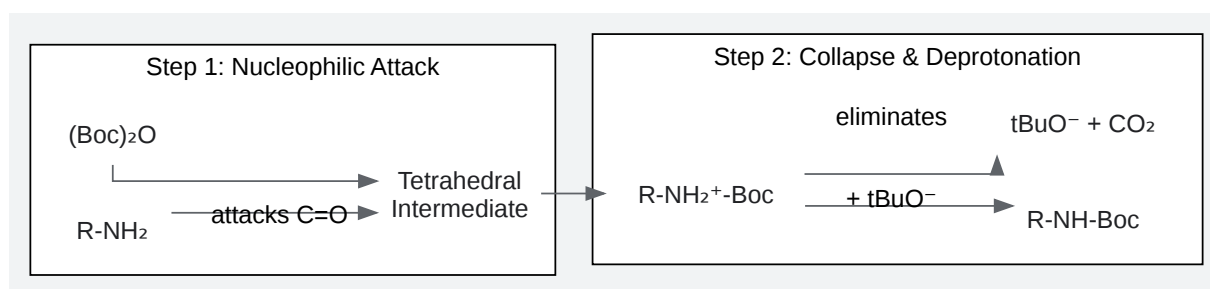 Step 1: Nucleophilic Attack
(Boc)₂O
R-NH₂
attacks C=O
Tetrahedral
Intermediate
Step 2: Collapse & Deprotonation
R-NH₂⁺-Boc
eliminates
tBuO⁻ + CO₂
+ tBuO⁻
R-NH-Boc